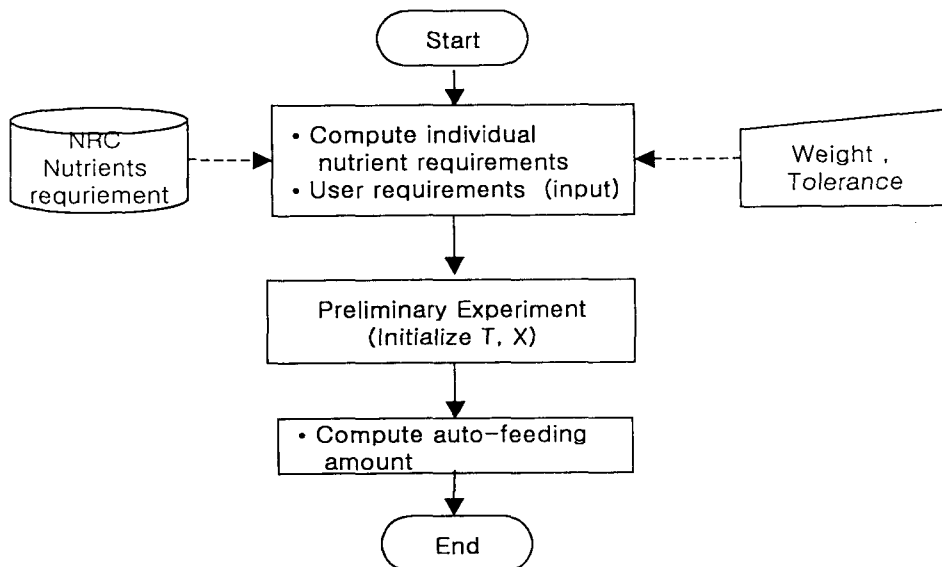 Start
NRC
Nutrients
requriement
• Compute individual
nutrient requirements
• User requirements (input)
Weight ,
Tolerance
Preliminary Experiment
(Initialize T, X)
• Compute auto-feeding
amount
End